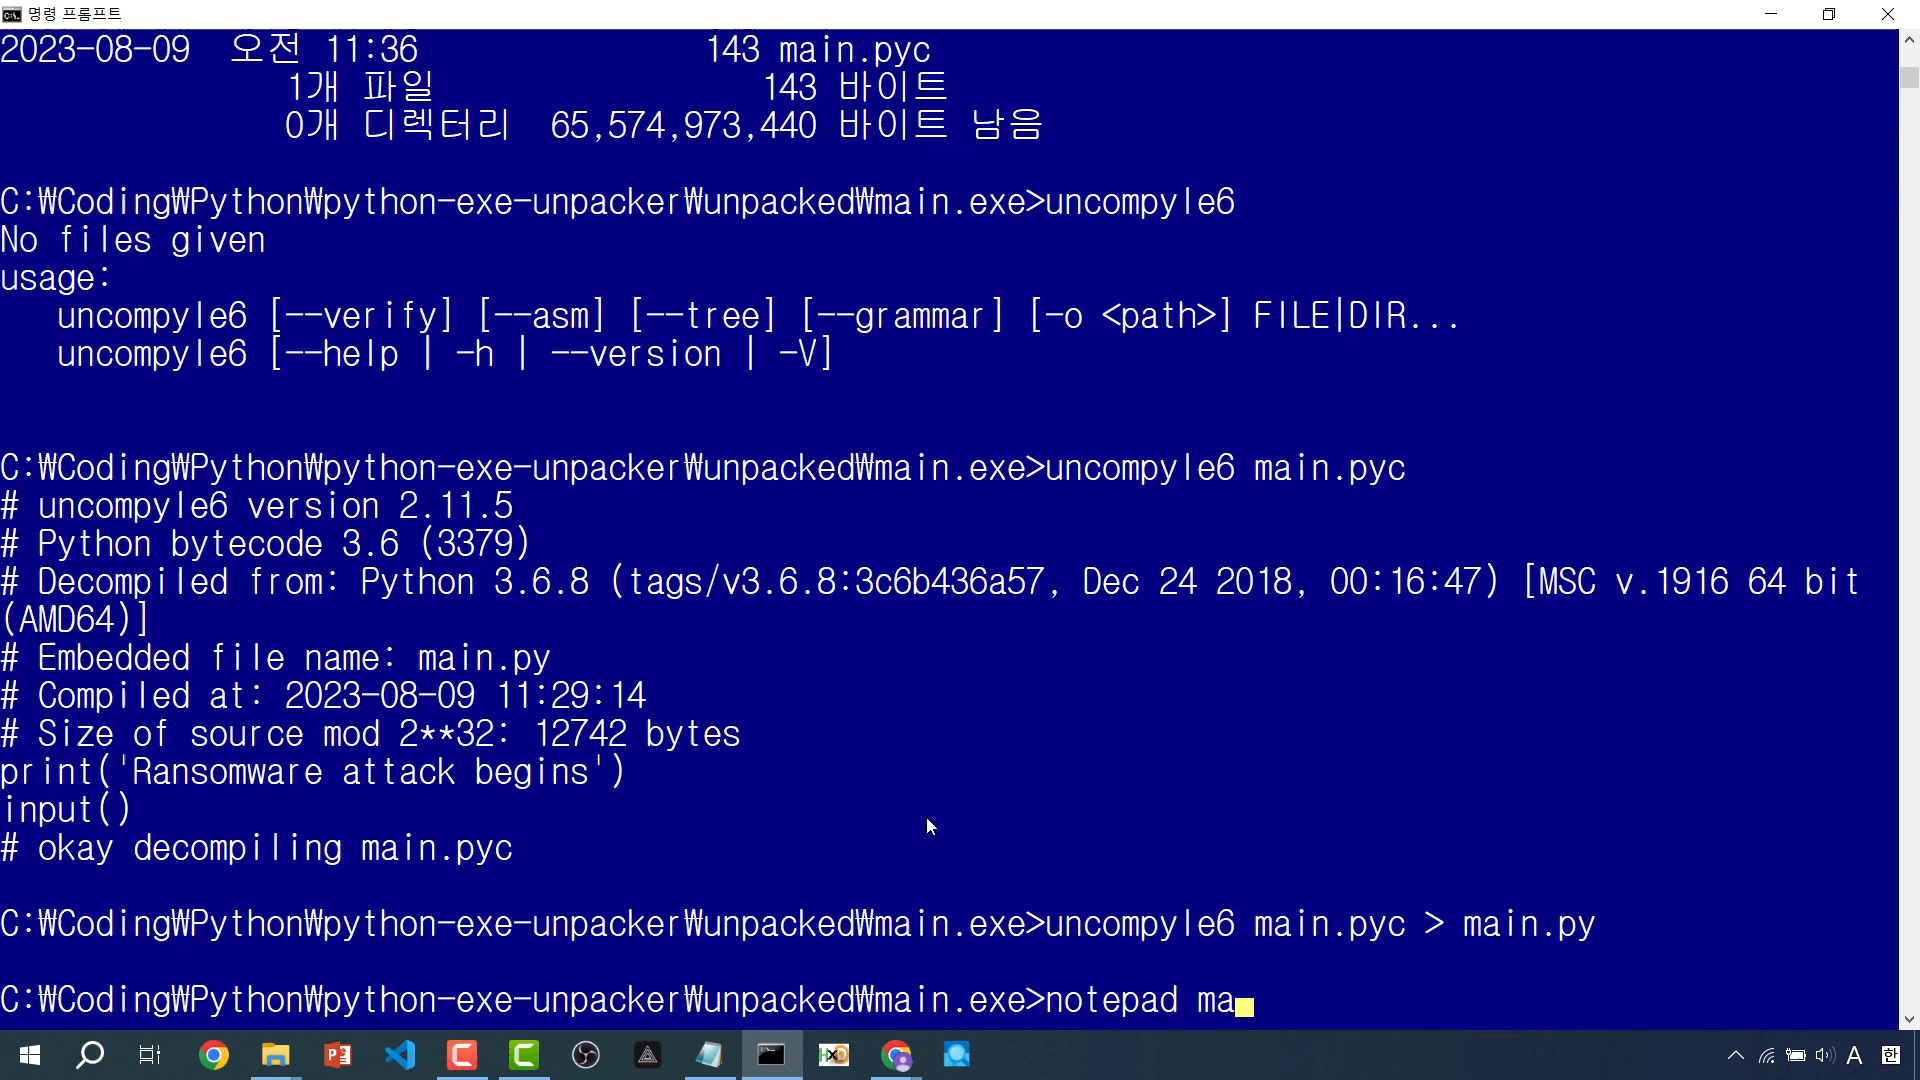 명령 프롬프트
2023-08-09  오전 11:36               143 main.pyc
               1개 파일                 143 바이트
               0개 디렉터리  65,574,973,440 바이트 남음
C:₩Coding₩Python₩python-exe-unpacker₩unpacked₩main.exe>uncompyle6
No files given
usage:
   uncompyle6 [--verify] [--asm] [--tree] [--grammar] [-o <path>] FILE|DIR...
   uncompyle6 [--help | -h | --version | -V]
C:₩Coding₩Python₩python-exe-unpacker₩unpacked₩main.exe>uncompyle6 main.pyc
# uncompyle6 version 2.11.5
# Python bytecode 3.6 (3379)
# Decompiled from: Python 3.6.8 (tags/v3.6.8:3c6b436a57, Dec 24 2018, 00:16:47) [MSC v.1916 64 bit
(AMD64)]
# Embedded file name: main.py
# Compiled at: 2023-08-09 11:29:14
# Size of source mod 2**32: 12742 bytes
print('Ransomware attack begins')
input()
# okay decompiling main.pyc
C:₩Coding₩Python₩python-exe-unpacker₩unpacked₩main.exe>uncompyle6 main.pyc > main.py
C:₩Coding₩Python₩python-exe-unpacker₩unpacked₩main.exe>notepad ma
A 한